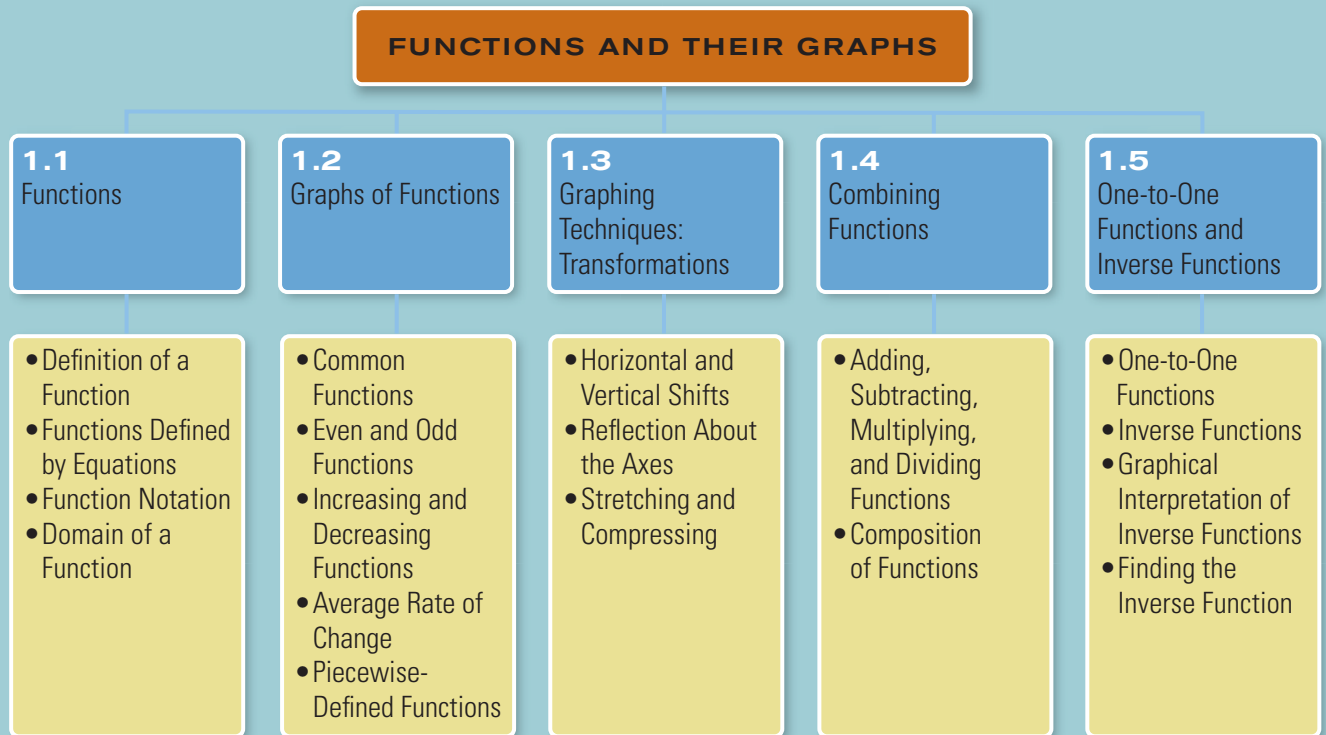 FUNCTIONS AND THEIR GRAPHS
1.1
Functions
1.2
Graphs of Functions
1.3
Graphing
Techniques:
Transformations
1.4
Combining
Functions
1.5
One-to-One
Functions and
Inverse Functions
• Definition of a
Function
• Functions Defined
by Equations
• Function Notation
• Domain of a
Function
• Common
Functions
• Even and Odd
Functions
• Increasing and
Decreasing
Functions
• Average Rate of
Change
• Piecewise-
Defined Functions
• Horizontal and
Vertical Shifts
• Reflection About
the Axes
• Stretching and
Compressing
• Adding,
Subtracting,
Multiplying,
and Dividing
Functions
• Composition
of Functions
• One-to-One
Functions
• Inverse Functions
• Graphical
Interpretation of
Inverse Functions
• Finding the
Inverse Function